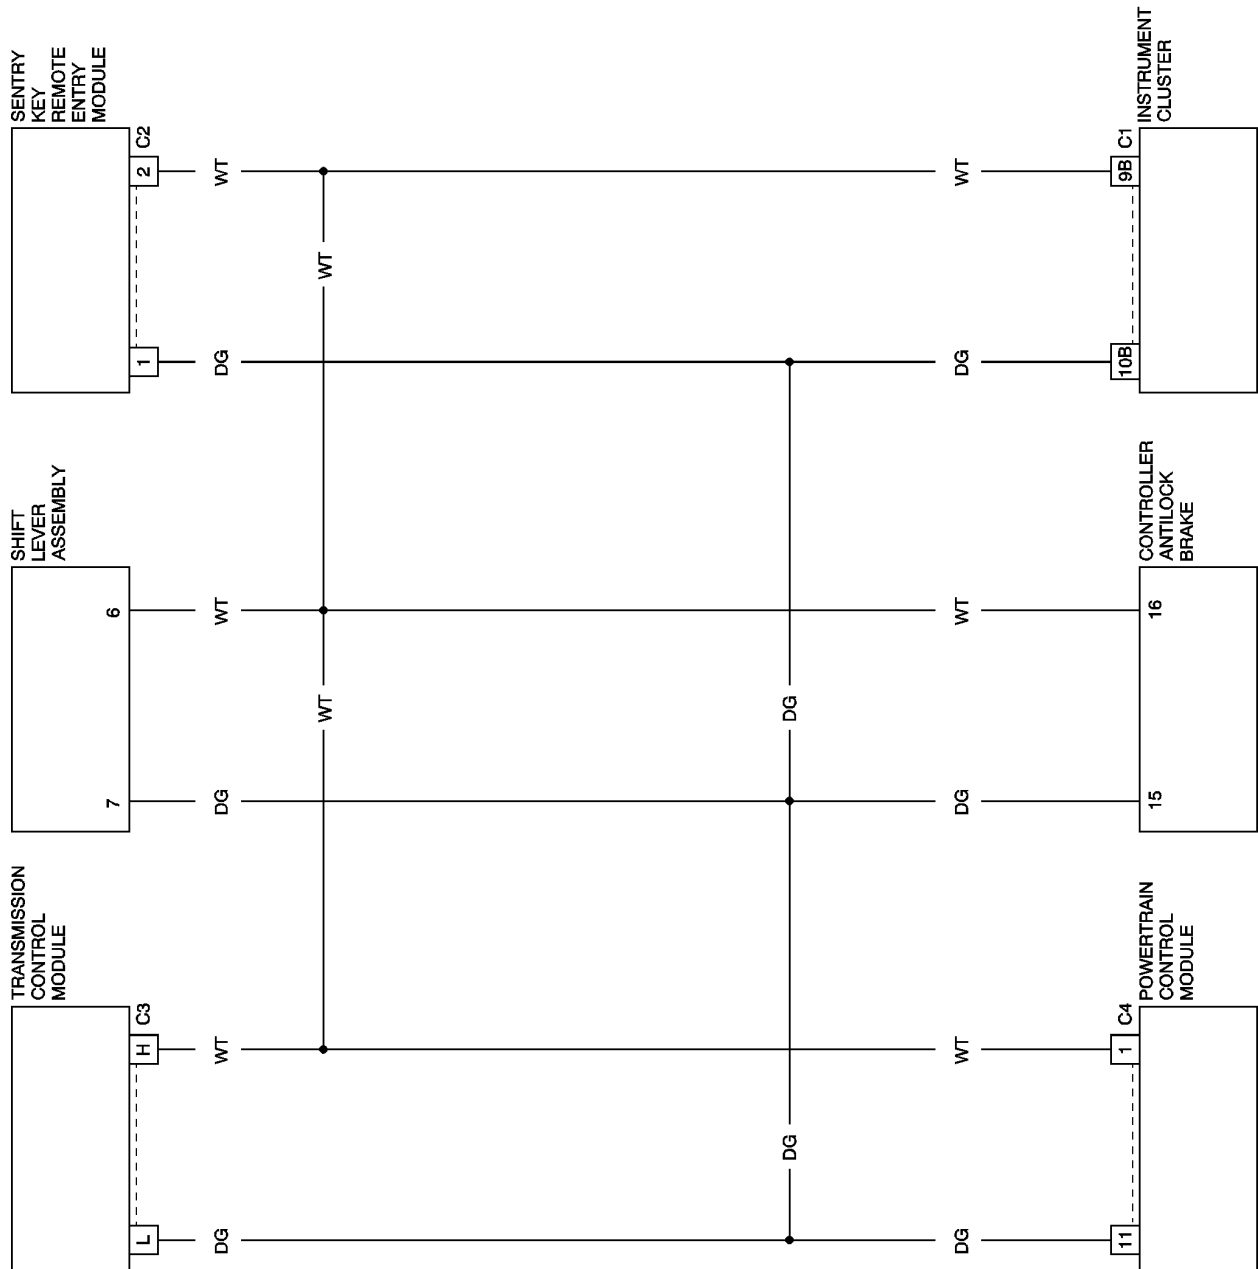 SENTRY
KEY
REMOTE
ENTRY
MODULE
C2
2
WT
WT
9B
C1
INSTRUMENT
CLUSTER
WT
1
DG
DG
10B
SHIFT
LEVER
ASSEMBLY
6
WT
WT
16
CONTROLLER
ANTILOCK
BRAKE
WT
DG
7
DG
DG
15
TRANSMISSION
CONTROL
MODULE
C3
H
WT
WT
1
C4
POWERTRAIN
CONTROL
MODULE
DG
L
DG
DG
11